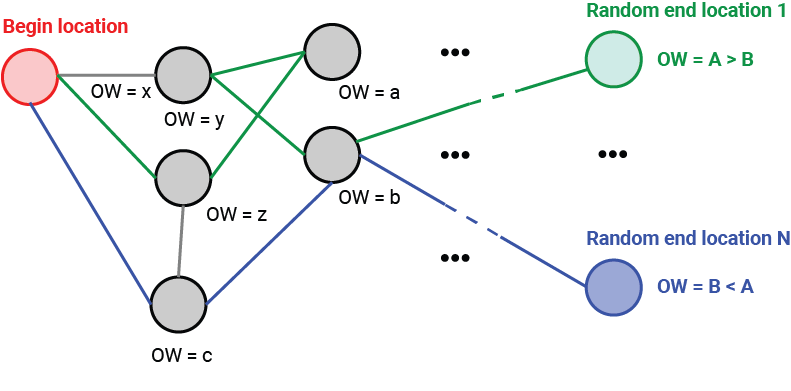 Begin location
Random end location 1
OW = A > B
OW = x
OW = y
OW = a
•••
•••
•••
OW = z
OW = b
Random end location N
•••
OW = B < A
OW = c